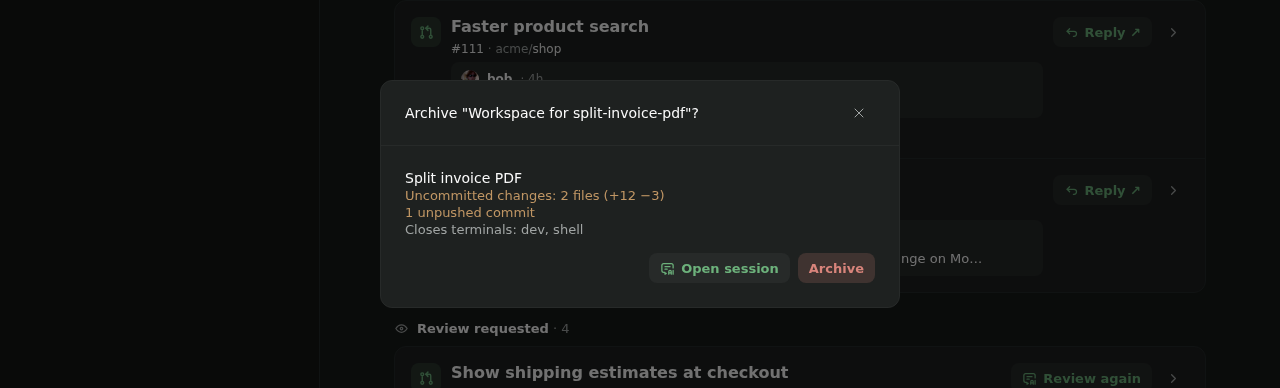 Faster product search
Reply ↗
#111 · acme/shop
bob · 4h
Archive "Workspace for split-invoice-pdf"?
Split invoice PDF
Uncommitted changes: 2 files (+12 −3)
1 unpushed commit
Closes terminals: dev, shell
Open session
Archive
Reply ↗
nge on Mo…
Review requested · 4
Show shipping estimates at checkout
Review again